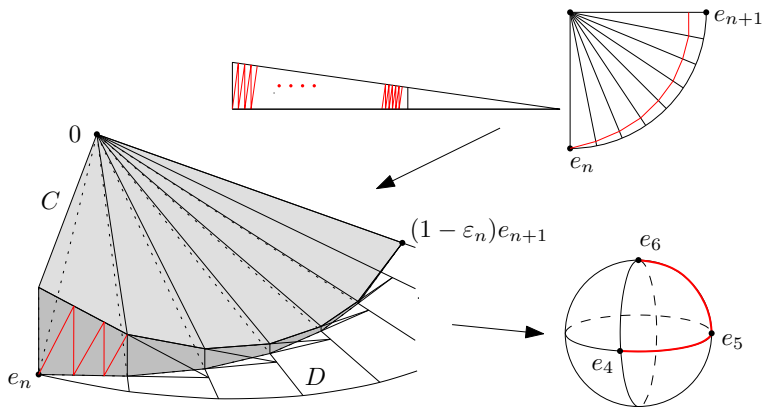 e_{n+1}
e_n
0
C
(1 − ε_n)e_{n+1}
e_6
e_5
e_4
e_n
D